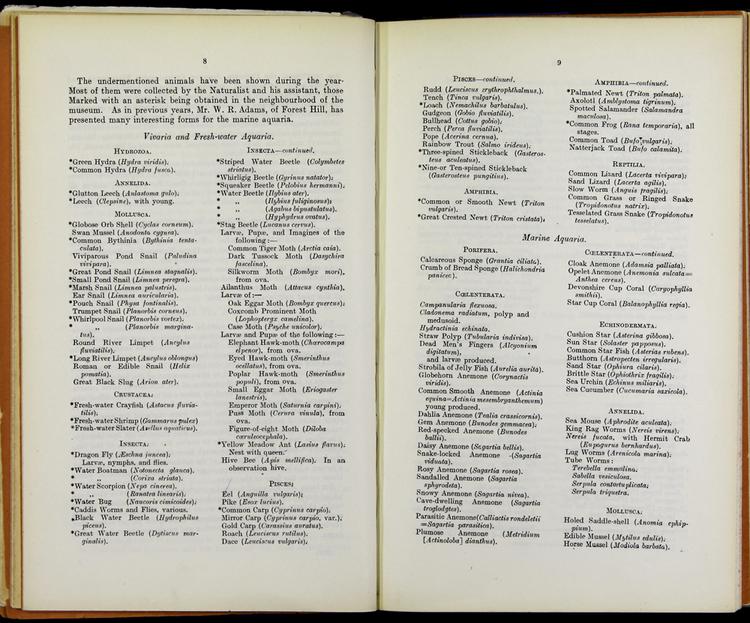 8
The undermentioned animals have been shown during the year-
Most of them were collected by the Naturalist and his assistant, those
Marked with an asterisk being obtained in the neighbourhood of the
museum. As in previous years, Mr. W. R. Adams, of Forest Hill, has
presented many interesting forms for the marine aquaria.
Vivaria and Fresh-water Aquaria.
HYDROZOA.
*Green Hydra (Hydra viridis).
*Common Hydra (Hydra fusca).
ANNELIDA.
*Glutton Leech (Aulastoma gulo).
*Leech (Clepsine), with young.
MOLLUSCA.
*Globose Orb Shell (Cyclas corneum).
Swan Mussel (Anodonta cygnea).
*Common Bythinia (Bythinia tenta-
culata).
Viviparous Pond Snail (Paludina
vivipara).
*Great Pond Snail (Limnea stagnalis).
*Small Pond Snail (Limnea peregra).
*Marsh Snail (Limnea palustris).
Ear Snail (Limnea auricularia).
*Pouch Snail (Physa fontinalis).
Trumpet Snail (Planorbis corneus).
*Whirlpool Snail (Planorbis vortex).
* „ (Planorbis margina-
tus).
Round River Limpet (Ancylus
fluviatilis).
*Long River Limpet (Ancylus oblongus)
Roman or Edible Snail (Helix
pomatia).
Great Black Slug (Arion ater).
CRUSTACEA.
*Fresh-water Crayfish (Astacus fluvia-
tilis).
*Fresh-water Shrimp (Gammarus pulex)
*Fresh-water Slater (Asellus aquaticus).
INSECTA.
*Dragon Fly (Æschna juncea);
Larvæ, nymphs, and flies.
*Water Boatman (Notonecta glauca).
* „ (Corixa striata).
*Water Scorpion (Nepa cinerea).
* „ (Ranatra linearis).
*Water Bug (Naucoris cimicoides);
*Caddis Worms and Flies, various.
*Black Water Beetle (Hydrophilus
piceus).
*Great Water Beetle (Dytiscus mar-
ginalis).
INSECTA—continued.
*Striped Water Beetle (Colymbetes
striatus).
*Whirligig Beetle (Gyrinus natator);
*Squeaker Beetle (Pelobius hermanni).
*Water Beetle (Ilybius ater).
* „ (Ilybius fuliginosus);
* „ (Agabus bipustulatus).
* „ (Hyphydrus ovatus).
*Stag Beetle (Lucanus cervus).
Larvæ, Pupæ, and Imagines of the
following:—
Common Tiger Moth (Arctia caia).
Dark Tussock Moth (Dasychira
fascelina).
Silkworm Moth (Bombyx mori),
from ova.
Ailanthus Moth (Attacus cynthia),
Larvæ of:—
Oak Eggar Moth (Bombyx quercus);
Coxcomb Prominent Moth
(Lophopteryx camelina).
Case Moth (Psyche unicolor).
Larvæ and Pupæ of the following:—
Elephant Hawk-moth (Charocampa
elpenor), from ova.
Eyed Hawk-moth (Smerinthus
ocellatus), from ova.
Poplar Hawk-moth (Smerinthus
populi), from ova.
Small Eggar Moth (Eriogaster
lanestris).
Emperor Moth (Saturnia carpini).
Puss Moth (Cerura vinula), from
ova.
Figure-of-eight Moth (Diloba
cæruleocephala).
*Yellow Meadow Ant (Lasius flavus);
Nest with queen.
Hive Bee (Apis mellifica). In an
observation hive.
PISCES;
Eel (Anguilla vulgaris);
Pike (Esox lucius).
*Common Carp (Cyprinus carpio).
Mirror Carp (Cyprinus carpio, var.).
Gold Carp (Carassius auratus).
Roach (Leuciscus rutilus).
Dace (Leuciscus vulgaris).
9
PISCES—continued.
Rudd (Leuciscus erythrophthalmus.).
Tench (Tinca vulgaris).
*Loach (Nemachilus barbatulus).
Gudgeon (Gobio fluviatilis).
Bullhead (Cottus gobio).
Perch (Perca fluviatilis).
Pope (Acerina cernua).
Rainbow Trout (Salmo irideus).
*Three-spined Stickleback (Gasteros-
teus aculeatus).
*Nine-or Ten-spined Stickleback
(Gasterosteus pungitius).
AMPHIBIA.
*Common or Smooth Newt (Triton
vulgaris).
*Great Crested Newt (Triton cristata).
AMPHIBIA—continued.
*Palmated Newt (Triton palmata).
Axolotl (Amblystoma tigrinum).
Spotted Salamander (Salamandra
maculosa).
*Common Frog (Rana temporaria), all
stages.
Common Toad (Bufo vulgaris).
Natterjack Toad (Bufo calamita).
REPTILIA.
Common Lizard (Lacerta vivipara);
Sand Lizard (Lacerta agilis).
Slow Worm (Anguis fragilis);
Common Grass or Ringed Snake
(Tropidonotus natrix).
Tesselated Grass Snake (Tropidonotus
tesselatus).
Marine Aquaria.
PORIFERA.
Calcareous Sponge (Grantia ciliata).
Crumb of Bread Sponge (Halichondria
panicea).
CŒLENTERATA.
Campanularia flexuosa.
Cladonema radiatum, polyp and
medusoid.
Hydractinia echinata.
Straw Polyp (Tubularia indivisa).
Dead Men's Fingers (Alcyonium
digitatum),
and larvæ produced.
Strobila of Jelly Fish (Aurelia aurita).
Globehorn Anemone (Corynactis
viridis).
Common Smooth Anemone (Actinia
equina=Actinia mesembryanthemum)
young produced.
Dahlia Anemone (Tealia crassicornis).
Gem Anemone (Bunodes gemmacea);
Red-specked Anemone (Bunodes
ballii).
Daisy Anemone (Sagartia bellis).
Snake-locked Anemone (Sagartia
viduata).
Rosy Anemone (Sagartia rosea).
Sandalled Anemone (Sagartia
sphyrodeta).
Snowy Anemone (Sagartia nivea).
Cave-dwelling Anemone (Sagartia
troglodytes).
Parasitic Anemone (Calliactis rondeletii
=Sagartia parasitica).
Plumose Anemone (Metridium
[Actinoloba] dianthus).
CŒLENTERATA—continued.
Cloak Anemone (Adamsia palliata);
Opelet Anemone (Anemonia sulcata=
Anthea cereus).
Devonshire Cup Coral (Caryophyllia
smithii).
Star Cup Coral (Balanophyllia regia).
ECHINODERMATA.
Cushion Star (Asterina gibbosa).
Sun Star (Solaster papposus).
Common Star Fish (Asterias rubens).
Butthorn (Astropecten irregularis).
Sand Star (Ophiura ciliaris).
Brittle Star (Ophiothrix fragilis);
Sea Urchin (Echinus miliaris).
Sea Cucumber (Cucumaria saxicola).
ANNELIDA.
Sea Mouse (Aphrodite aculeata).
King Rag Worms (Nereis virens);
Nereis fucata, with Hermit Crab
(Eupagurus bernhardus).
Lug Worms (Arenicola marina);
Tube Worms:
Terebella emmalina.
Sabella vesiculosa.
Serpula contortuplicata;
Serpula triquetra.
MOLLUSCA:
Holed Saddle-shell (Anomia ephip-
pium).
Edible Mussel (Mytilus edulis).
Horse Mussel (Modiola barbata).